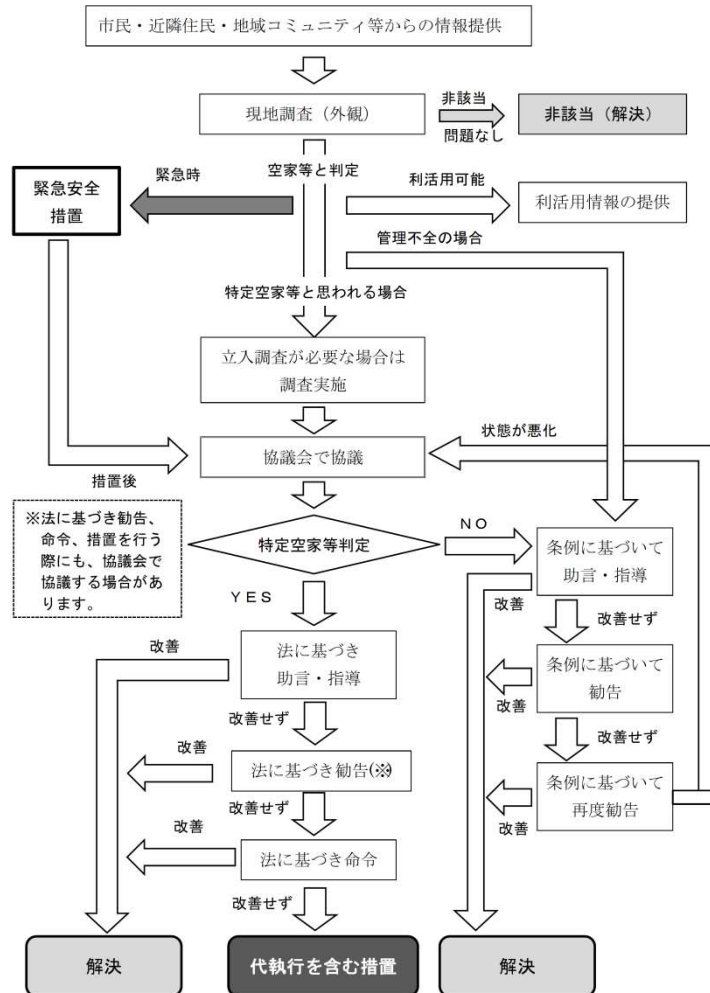 市民・近隣住民・地域コミュニティ等からの情報提供
現地調査(外観)
非該当
問題なし
非該当(解決)
緊急時
空家等と判定
利活用可能
緊急安全
措置
利活用情報の提供
管理不全の場合
特定空家等と思われる場合
立入調査が必要な場合は
調査実施
状態が悪化
協議会で協議
措置後
※法に基づき勧告、
命令、措置を行う
際にも、協議会で
協議する場合があ
ります。
特定空家等判定
NO
条例に基づいて
助言・指導
YES
改善
改善せず
改善
法に基づき
助言・指導
条例に基づいて
勧告
改善
改善せず
改善せず
改善
法に基づき勧告(※)
条例に基づいて
再度勧告
改善
改善せず
改善
法に基づき命令
改善せず
解決
代執行を含む措置
解決